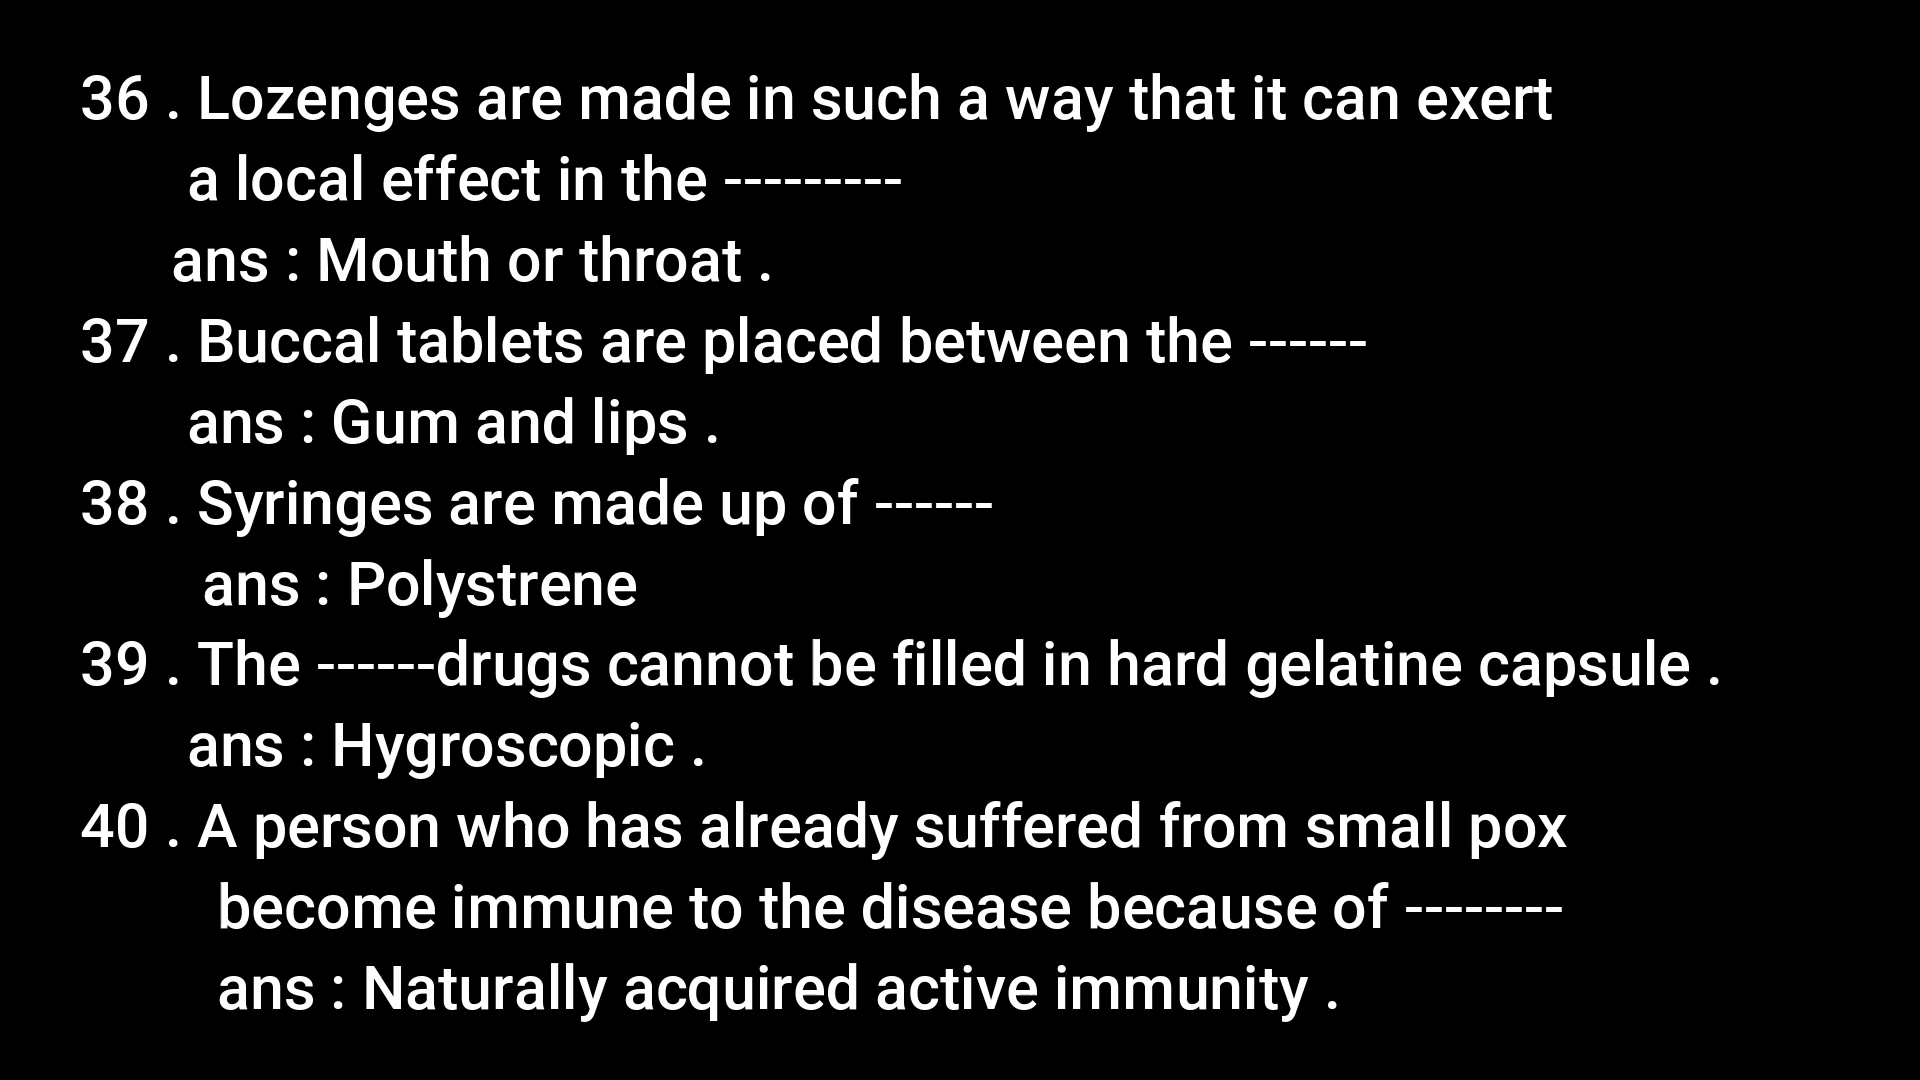 36 . Lozenges are made in such a way that it can exert
a local effect in the ---------
ans : Mouth or throat .
37 . Buccal tablets are placed between the ------
ans : Gum and lips .
38 . Syringes are made up of ------
ans : Polystrene
39 . The ------drugs cannot be filled in hard gelatine capsule .
ans : Hygroscopic .
40 . A person who has already suffered from small pox
become immune to the disease because of --------
ans : Naturally acquired active immunity .